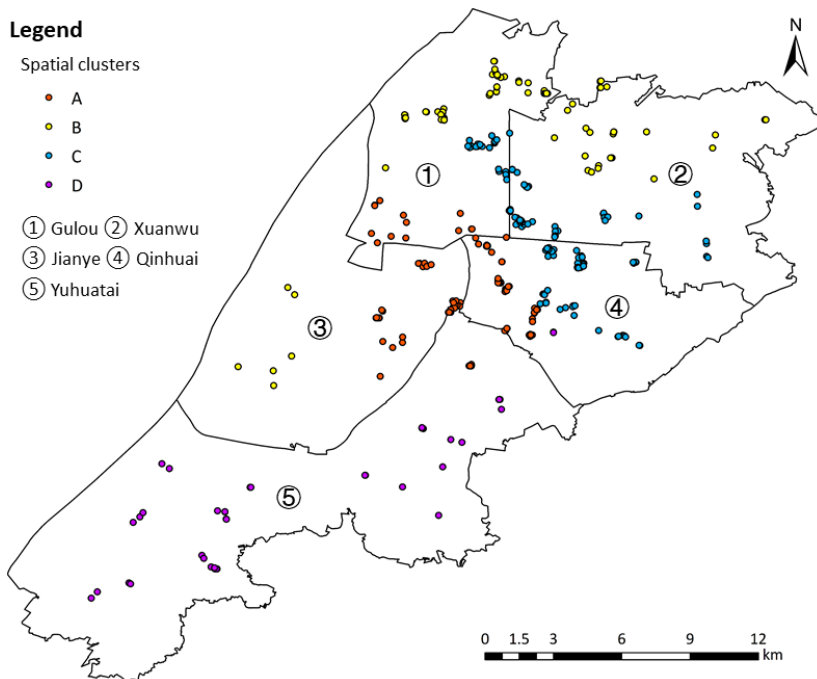 Legend
Spatial clusters
A
B
C
D
① Gulou ② Xuanwu
③ Jianye ④ Qinhuai
⑤ Yuhuatai
N
①
②
③
④
⑤
0 1.5 3 6 9 12
km